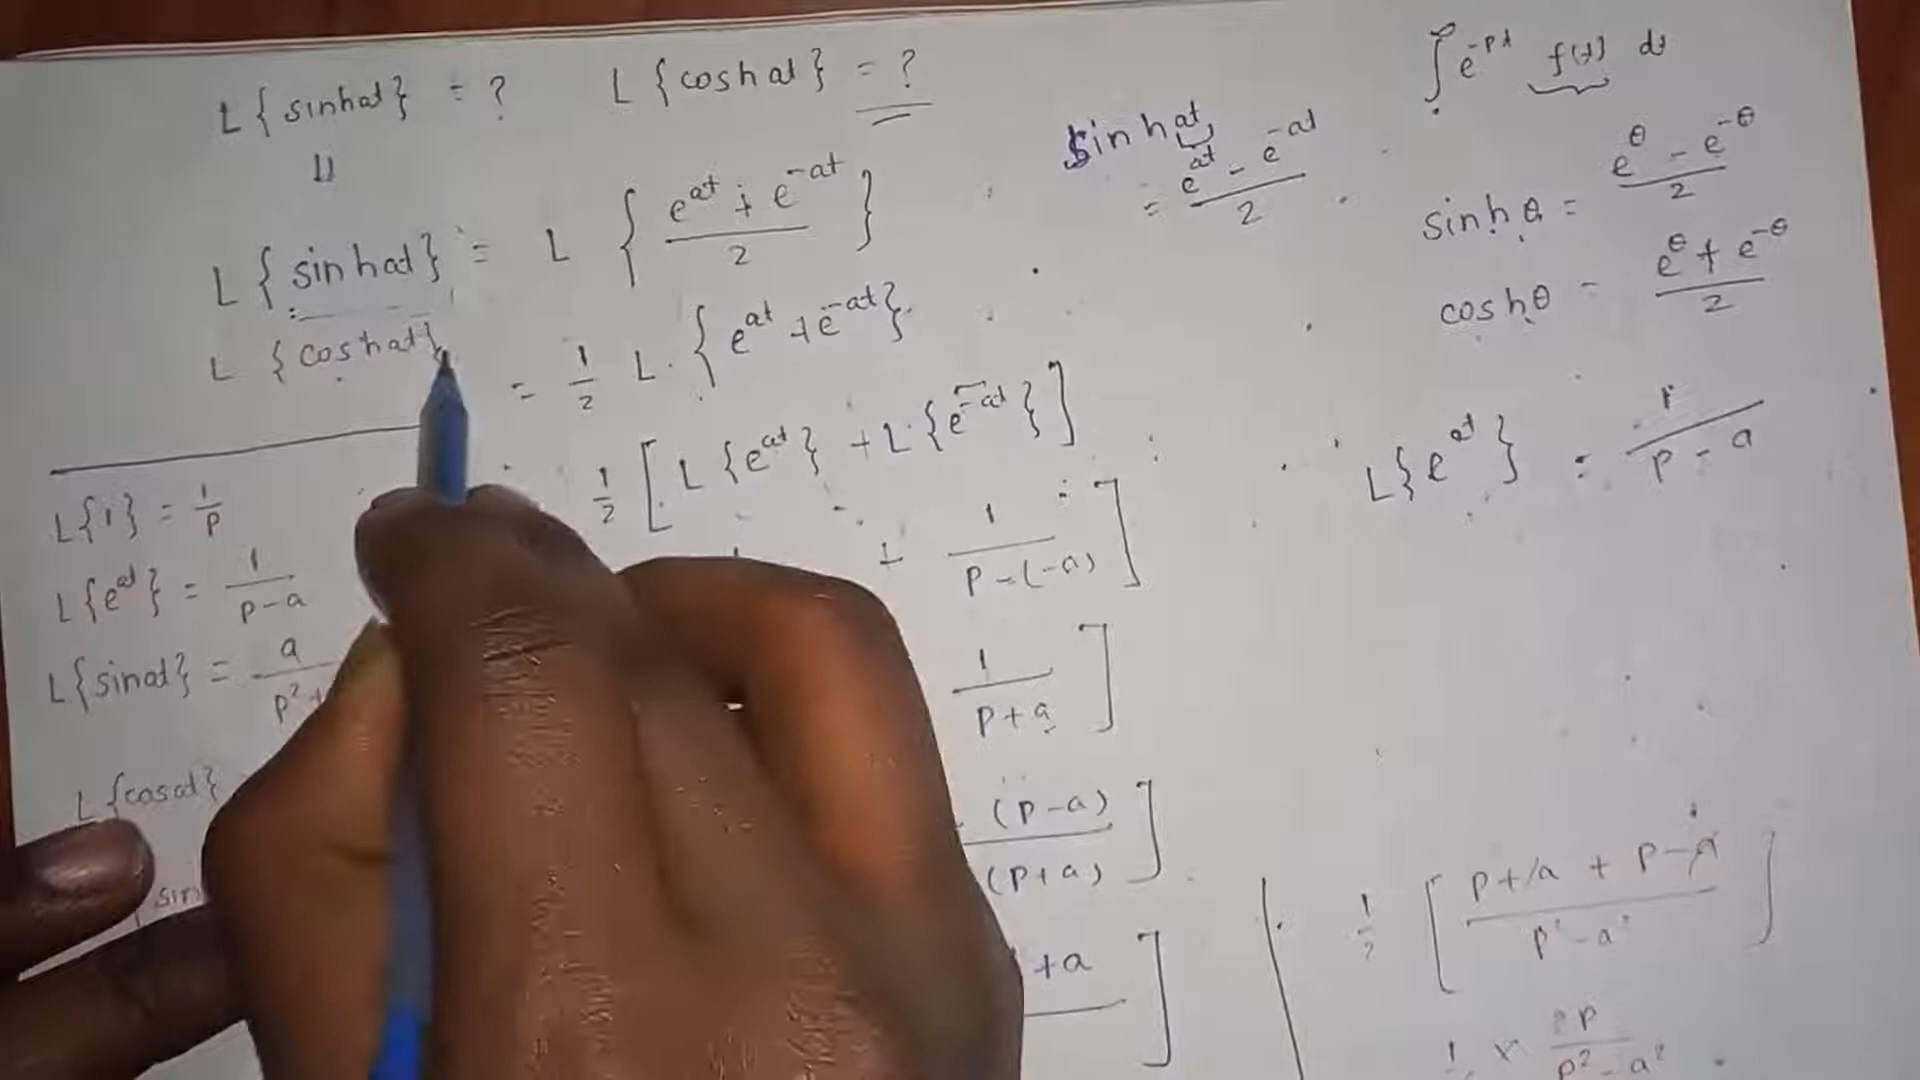 L{sinhat} = ? L{coshat} = ?
∫e^-pt f(t) dt
L{sinhat} = L {e^at + e^-at / 2}
sinhat
= e^at - e^-at / 2
sinhθ = e^θ - e^-θ / 2
coshθ = e^θ + e^-θ / 2
L {coshat}
= 1/2 L {e^at + e^-at}
1/2 [L {e^at} + L {e^-at}]
L{e^at} = 1 / p - a
L{1} = 1/p
L{e^at} = 1 / p-a
L{sinat} = a / p² +
L{cosat}
+ 1 / p-(-a) ]
1 / p+a ]
(p-a) / (p+a) ]
+a ]
1/2 [p+a + p-a / p²-a²]
× 2p / p²-a²